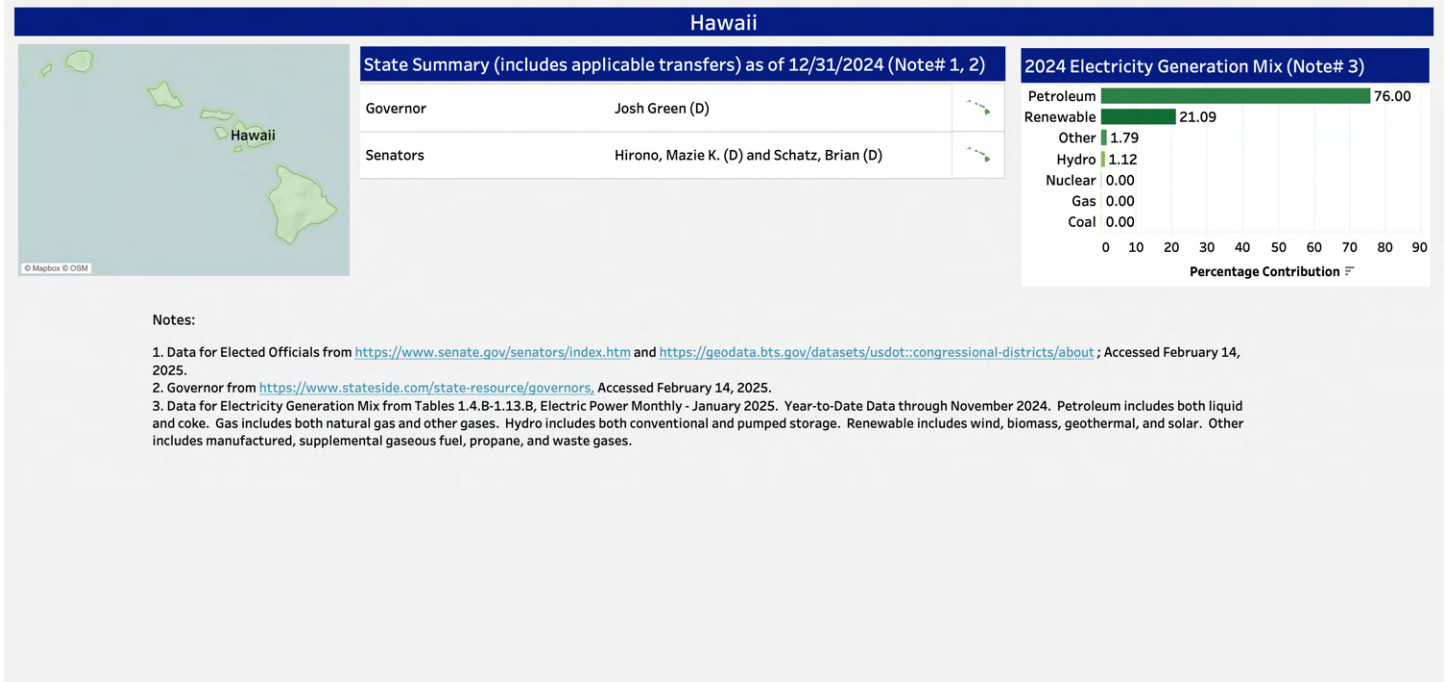 Hawaii
Hawaii
© Mapbox © OSM
State Summary (includes applicable transfers) as of 12/31/2024 (Note# 1, 2)
Governor Josh Green (D)
Senators Hirono, Mazie K. (D) and Schatz, Brian (D)
2024 Electricity Generation Mix (Note# 3)
Petroleum 76.00
Renewable 21.09
Other 1.79
Hydro 1.12
Nuclear 0.00
Gas 0.00
Coal 0.00
0 10 20 30 40 50 60 70 80 90
Percentage Contribution
Notes:
1. Data for Elected Officials from https://www.senate.gov/senators/index.htm and https://geodata.bts.gov/datasets/usdot::congressional-districts/about ; Accessed February 14,
2025.
2. Governor from https://www.stateside.com/state-resource/governors, Accessed February 14, 2025.
3. Data for Electricity Generation Mix from Tables 1.4.B-1.13.B, Electric Power Monthly - January 2025. Year-to-Date Data through November 2024. Petroleum includes both liquid
and coke. Gas includes both natural gas and other gases. Hydro includes both conventional and pumped storage. Renewable includes wind, biomass, geothermal, and solar. Other
includes manufactured, supplemental gaseous fuel, propane, and waste gases.